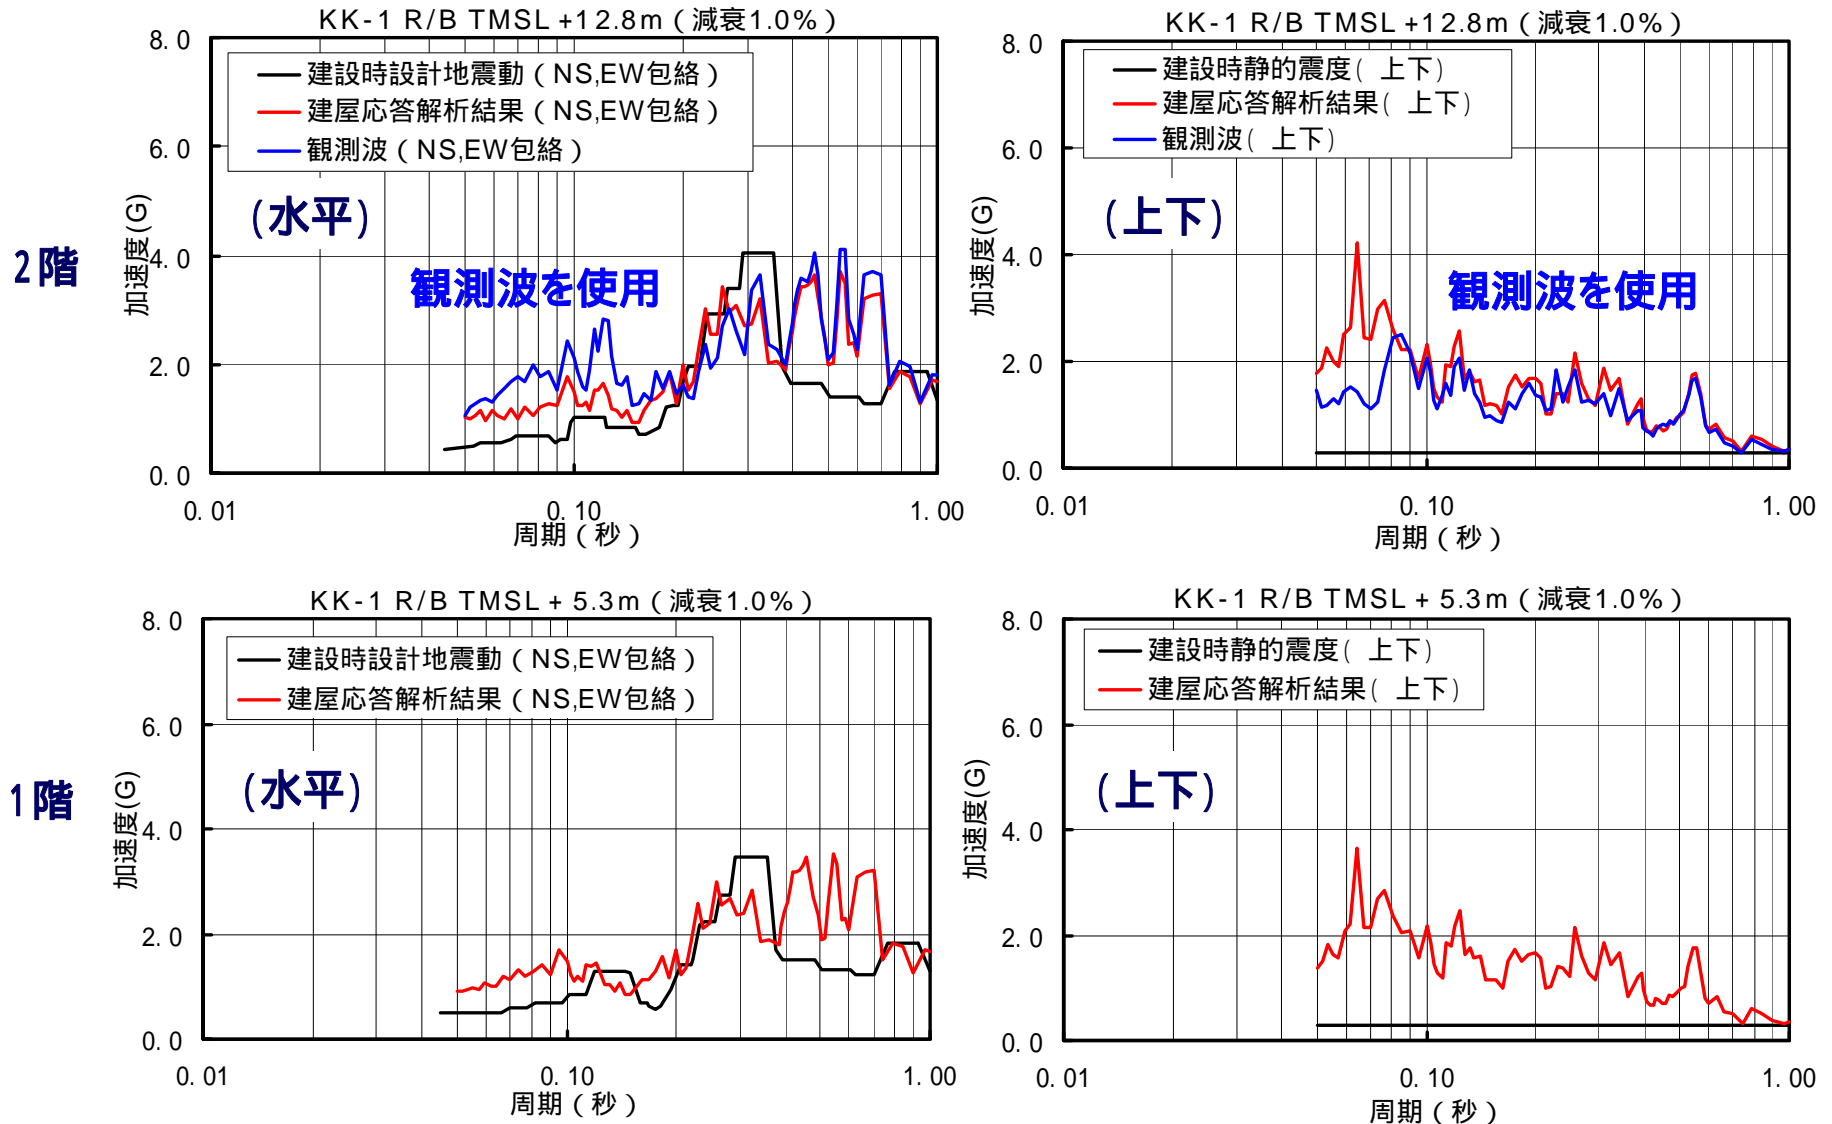 KK-1 R/B TMSL +12.8m（減衰1.0%）
8.0
6.0
4.0
2.0
0.0
0.01
0.10
1.00
加速度(G)
周期（秒）
建設時設計地震動（NS,EW包絡）
建屋応答解析結果（NS,EW包絡）
観測波（NS,EW包絡）
(水平)
観測波を使用
2階
KK-1 R/B TMSL +12.8m（減衰1.0%）
8.0
6.0
4.0
2.0
0.0
0.01
0.10
1.00
加速度(G)
周期（秒）
建設時静的震度( 上下)
建屋応答解析結果( 上下)
観測波( 上下)
(上下)
観測波を使用
KK-1 R/B TMSL + 5.3m（減衰1.0%）
8.0
6.0
4.0
2.0
0.0
0.01
0.10
1.00
加速度(G)
周期（秒）
建設時設計地震動（NS,EW包絡）
建屋応答解析結果（NS,EW包絡）
(水平)
1階
KK-1 R/B TMSL + 5.3m（減衰1.0%）
8.0
6.0
4.0
2.0
0.0
0.01
0.10
1.00
加速度(G)
周期（秒）
建設時静的震度( 上下)
建屋応答解析結果( 上下)
(上下)